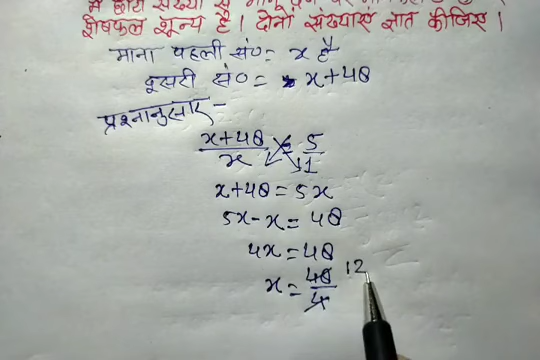 से छोटी संख्या से भाग देने पर
शेषफल शून्य है। दोनों संख्याएं ज्ञात कीजिए।
माना पहली सं० = x है
दूसरी सं० = x+48
प्रश्नानुसार -
x+48/x = 5/1
x+48 = 5x
5x-x = 48
4x = 48
x = 48/4 12